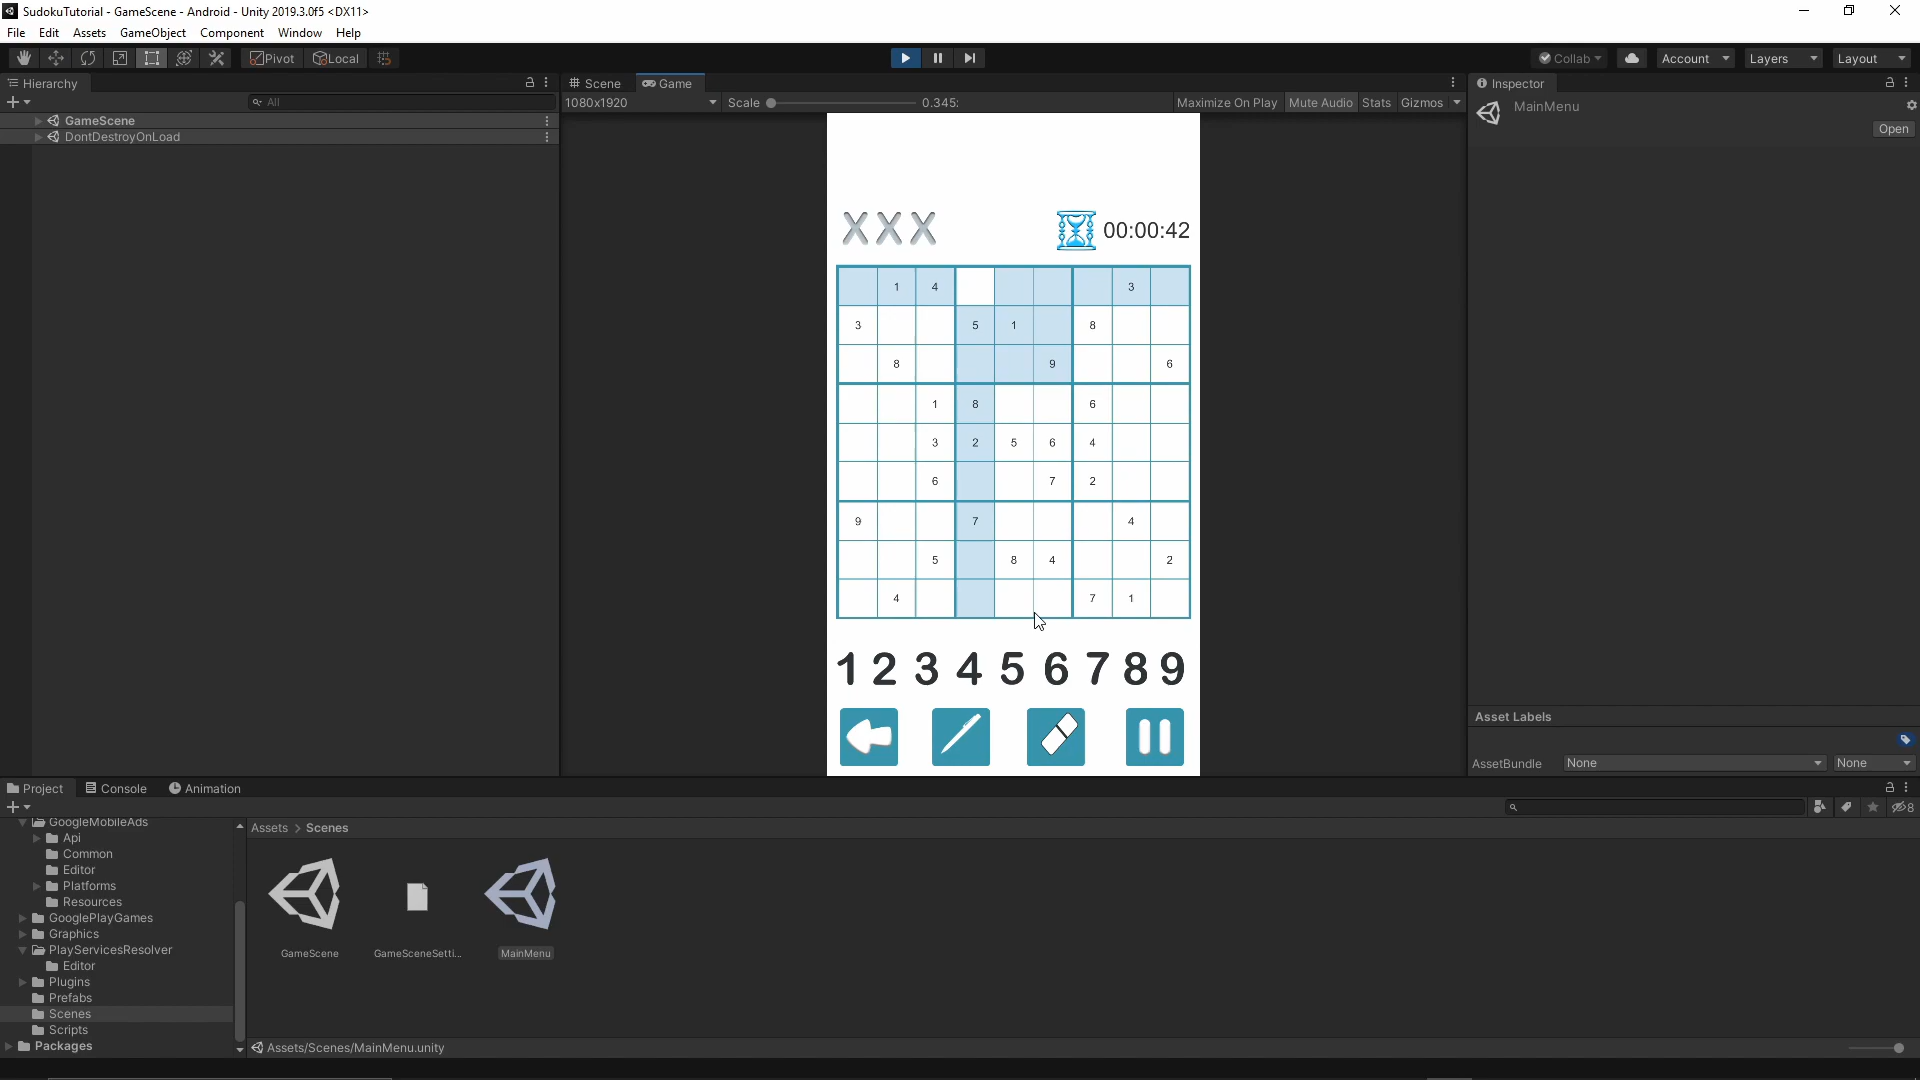 SudokuTutorial - GameScene - Android - Unity 2019.3.0f5 <DX11>
File Edit Assets GameObject Component Window Help
Pivot Local Collab Account Layers Layout
Hierarchy Scene Game Inspector
All 1080x1920 Scale 0.345: Maximize On Play Mute Audio Stats Gizmos MainMenu
GameScene
Open
DontDestroyOnLoad
XXX 00:00:42
1 4 3
3 5 1 8
8 9 6
1 8 6
3 2 5 6 4
6 7 2
9 7 4
5 8 4 2
4 7 1
1 2 3 4 5 6 7 8 9
Asset Labels
AssetBundle None None
Project Console Animation
8
GoogleMobileAds
Api
Common
Editor
Platforms
Resources
GooglePlayGames
Graphics
PlayServicesResolver
Editor
Plugins
Prefabs
Scenes
Scripts
Packages
Assets > Scenes
GameScene GameSceneSetti... MainMenu
Assets/Scenes/MainMenu.unity